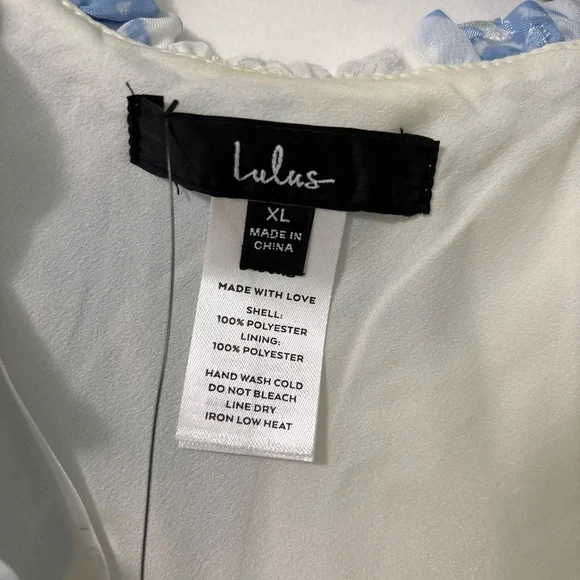 Lulus
XL
MADE IN
CHINA
MADE WITH LOVE
SHELL:
100% POLYESTER
LINING:
100% POLYESTER
HAND WASH COLD
DO NOT BLEACH
LINE DRY
IRON LOW HEAT